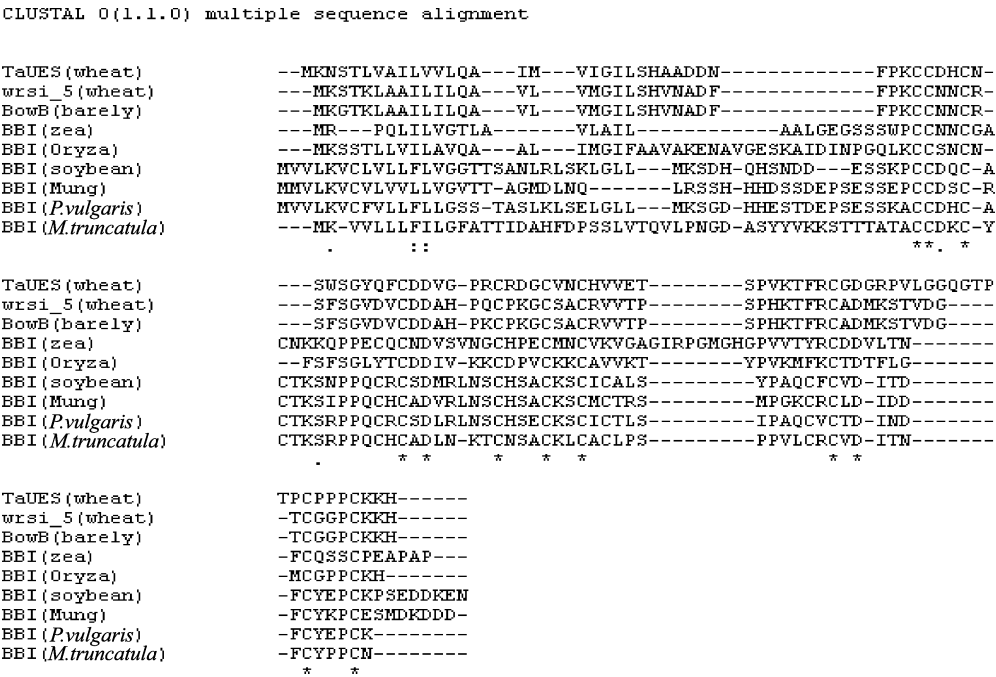 CLUSTAL O(1.1.0) multiple sequence alignment
TaUES(wheat) --MKNSTLVAILVVLQA---IM---VIGILSHAADDN-------------FPKCCDHCN-
wrsi_5(wheat) ---MKSTKLAAILILQA---VL---VMGILSHVNADF-------------FPKCCNNCR-
BowB(barely) ---MKGTKLAAILILQA---VL---VMGILSHVNADF-------------FPKCCNNCR-
BBI(zea) ---MR---PQLILVGTLA------VLAIL------------AALGEGSSSWPCCNNCGA
BBI(Oryza) ---MKSSTLLVILAVQA---AL---IMGIFAAVAKENAVGESKAIDINPGQLKCCSNCN-
BBI(soybean) MVVLKVCLVLLFLVGGTTSANLRLSKLGLL---MKSDH-QHSNDD---ESSKPCCDQC-A
BBI(Mung) MMVLKVCVLVVLLVGVTT-AGMDLNQ-------LRSSH-HHDSSDEPSESSEPCCDSC-R
BBI(P.vulgaris) MVVLKVCFVLLFLLGSS-TASLKLSELGLL---MKSGD-HHESTDEPSESSKACCDHC-A
BBI(M.truncatula) ---MK-VVLLLFILGFATTIDAHFDPSSLVTQVLPNGD-ASYYVKKSTTTATACCDKC-Y
. :: **. *
TaUES(wheat) ---SWSGYQFCDDVG-PRCRDGCVNCHVVET--------SPVKTFRCGDGRPVLGGQGTP
wrsi_5(wheat) ---SFSGVDVCDDAH-PQCPKGCSACRVVTP--------SPHKTFRCADMKSTVDG----
BowB(barely) ---SFSGVDVCDDAH-PKCPKGCSACRVVTP--------SPHKTFRCADMKSTVDG----
BBI(zea) CNKKQPPECQCNDVSVNGCHPECMNCVKVGAGIRPGMGHGPVVTYRCDDVLTN-------
BBI(Oryza) --FSFSGLYTCDDIV-KKCDPVCKKCAVVKT--------YPVKMFKCTDTFLG-------
BBI(soybean) CTKSNPPQCRCSDMRLNSCHSACKSCICALS--------YPAQCFCVD-ITD-------
BBI(Mung) CTKSIPPQCHCADVRLNSCHSACKSCMCTRS--------MPGKCRCLD-IDD-------
BBI(P.vulgaris) CTKSRPPQCRCSDLRLNSCHSECKSCICTLS--------IPAQCVCTD-IND-------
BBI(M.truncatula) CTKSRPPQCHCADLN-KTCNSACKLCACLPS--------PPVLCRCVD-ITN-------
. * * * * * * *
TaUES(wheat) TPCPPPCKKH------
wrsi_5(wheat) -TCGGPCKKH------
BowB(barely) -TCGGPCKKH------
BBI(zea) -FCQSSCPEAPAP---
BBI(Oryza) MCGPPCKH-------
BBI(soybean) -FCYEPCKPSEDDKEN
BBI(Mung) -FCYKPCESMDKDDD-
BBI(P.vulgaris) -FCYEPCK--------
BBI(M.truncatula) -FCYPPCN--------
* *